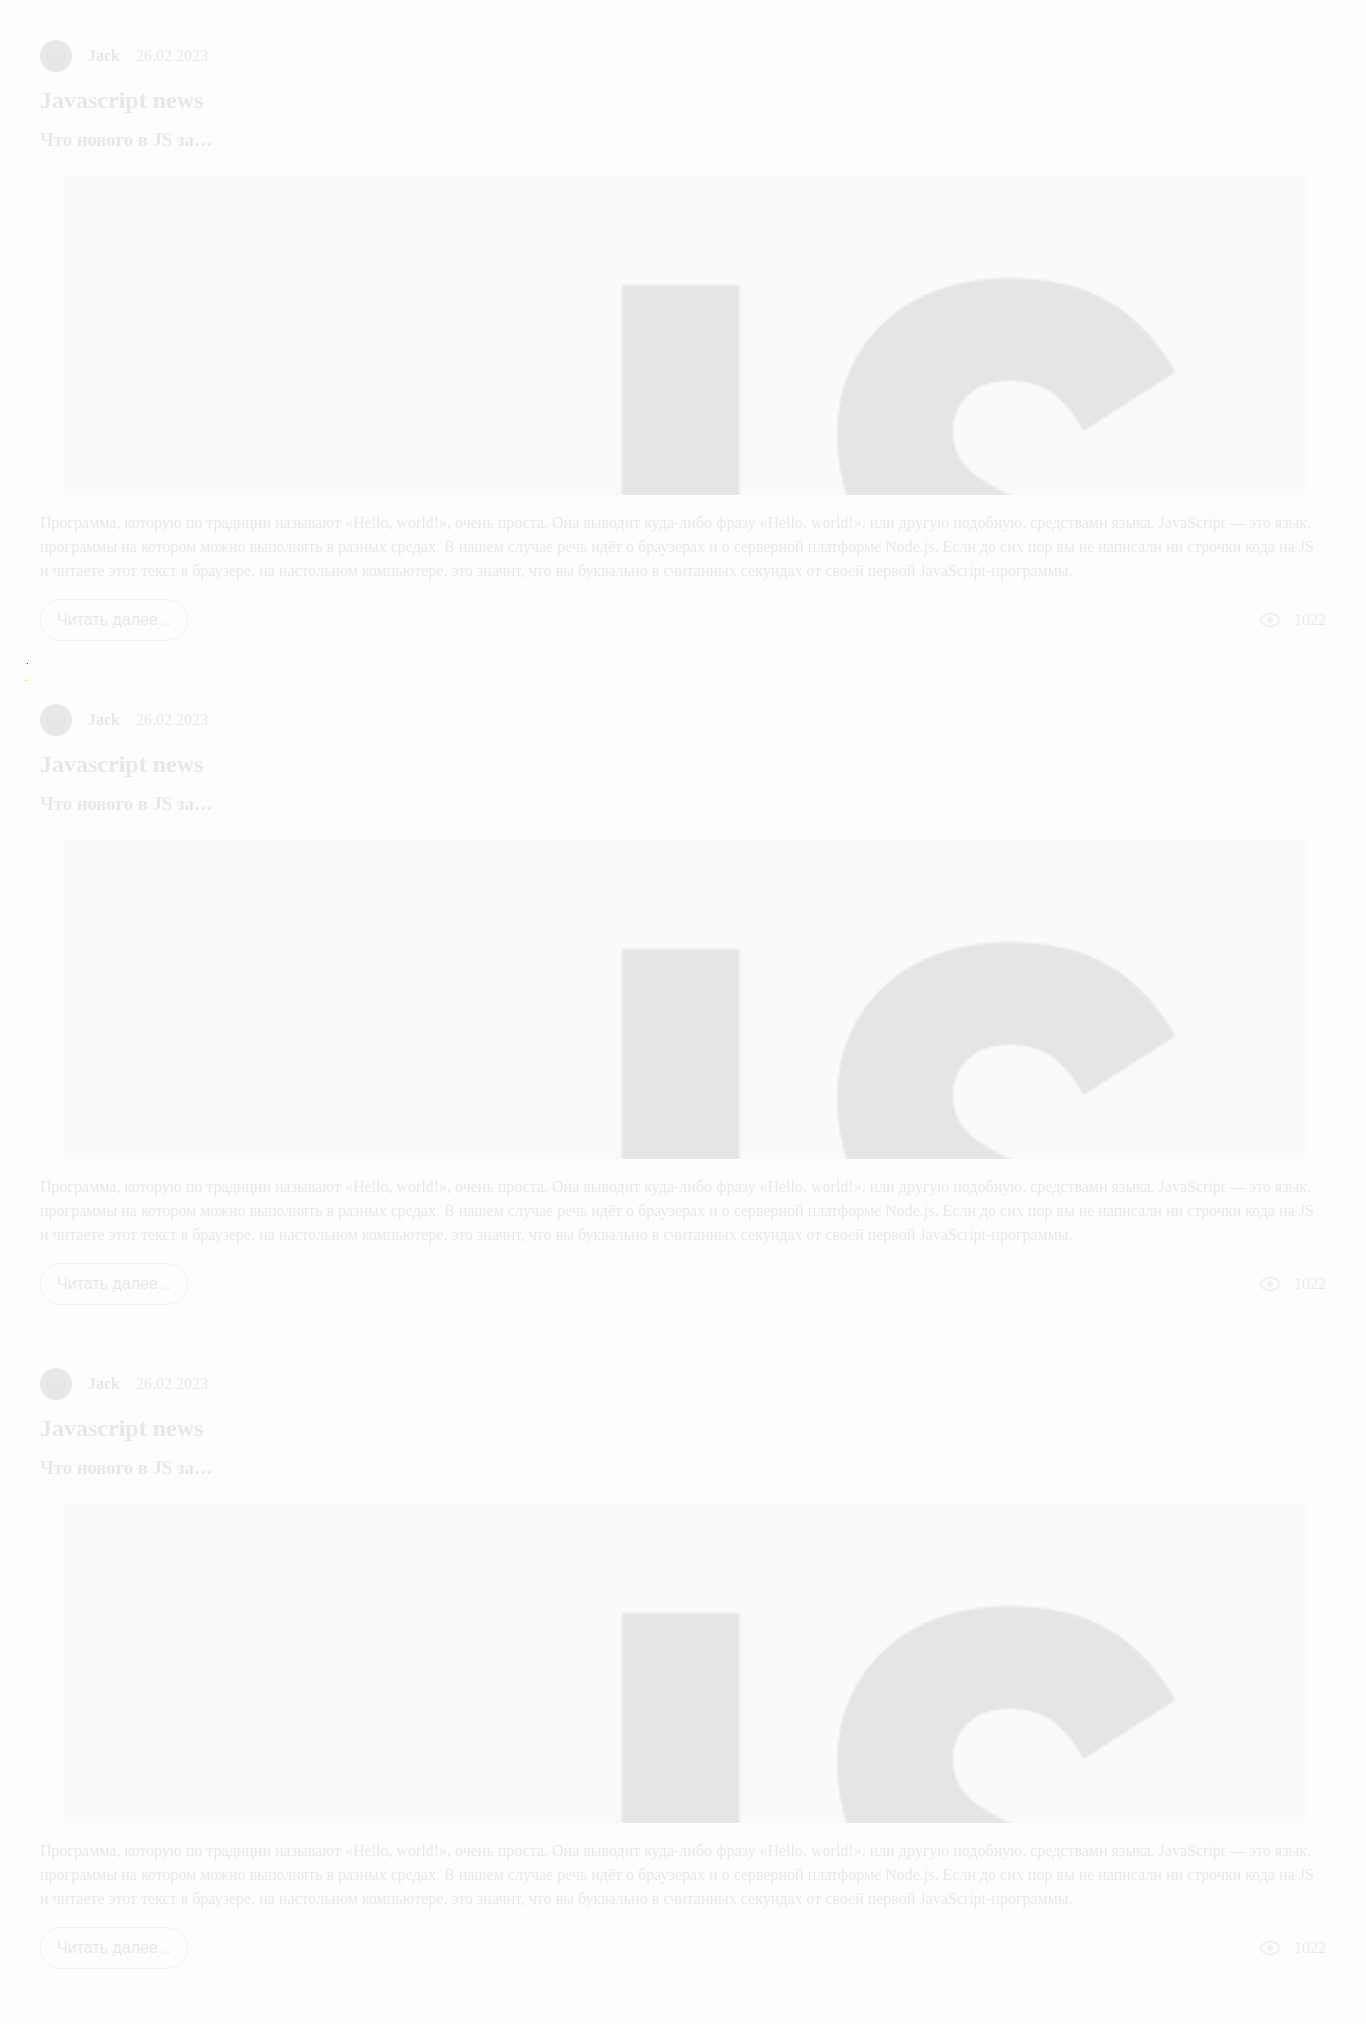 Jack 26.02.2023
Javascript news
Что нового в JS за...
JS
Программа, которую по традиции называют «Hello, world!», очень проста. Она выводит куда-либо фразу «Hello, world!», или другую подобную, средствами языка. JavaScript — это язык,
программы на котором можно выполнять в разных средах. В нашем случае речь идёт о браузерах и о серверной платформе Node.js. Если до сих пор вы не написали ни строчки кода на JS
и читаете этот текст в браузере, на настольном компьютере, это значит, что вы буквально в считанных секундах от своей первой JavaScript-программы.
Читать далее... 1022
Jack 26.02.2023
Javascript news
Что нового в JS за...
JS
Программа, которую по традиции называют «Hello, world!», очень проста. Она выводит куда-либо фразу «Hello, world!», или другую подобную, средствами языка. JavaScript — это язык,
программы на котором можно выполнять в разных средах. В нашем случае речь идёт о браузерах и о серверной платформе Node.js. Если до сих пор вы не написали ни строчки кода на JS
и читаете этот текст в браузере, на настольном компьютере, это значит, что вы буквально в считанных секундах от своей первой JavaScript-программы.
Читать далее... 1022
Jack 26.02.2023
Javascript news
Что нового в JS за...
JS
Программа, которую по традиции называют «Hello, world!», очень проста. Она выводит куда-либо фразу «Hello, world!», или другую подобную, средствами языка. JavaScript — это язык,
программы на котором можно выполнять в разных средах. В нашем случае речь идёт о браузерах и о серверной платформе Node.js. Если до сих пор вы не написали ни строчки кода на JS
и читаете этот текст в браузере, на настольном компьютере, это значит, что вы буквально в считанных секундах от своей первой JavaScript-программы.
Читать далее... 1022